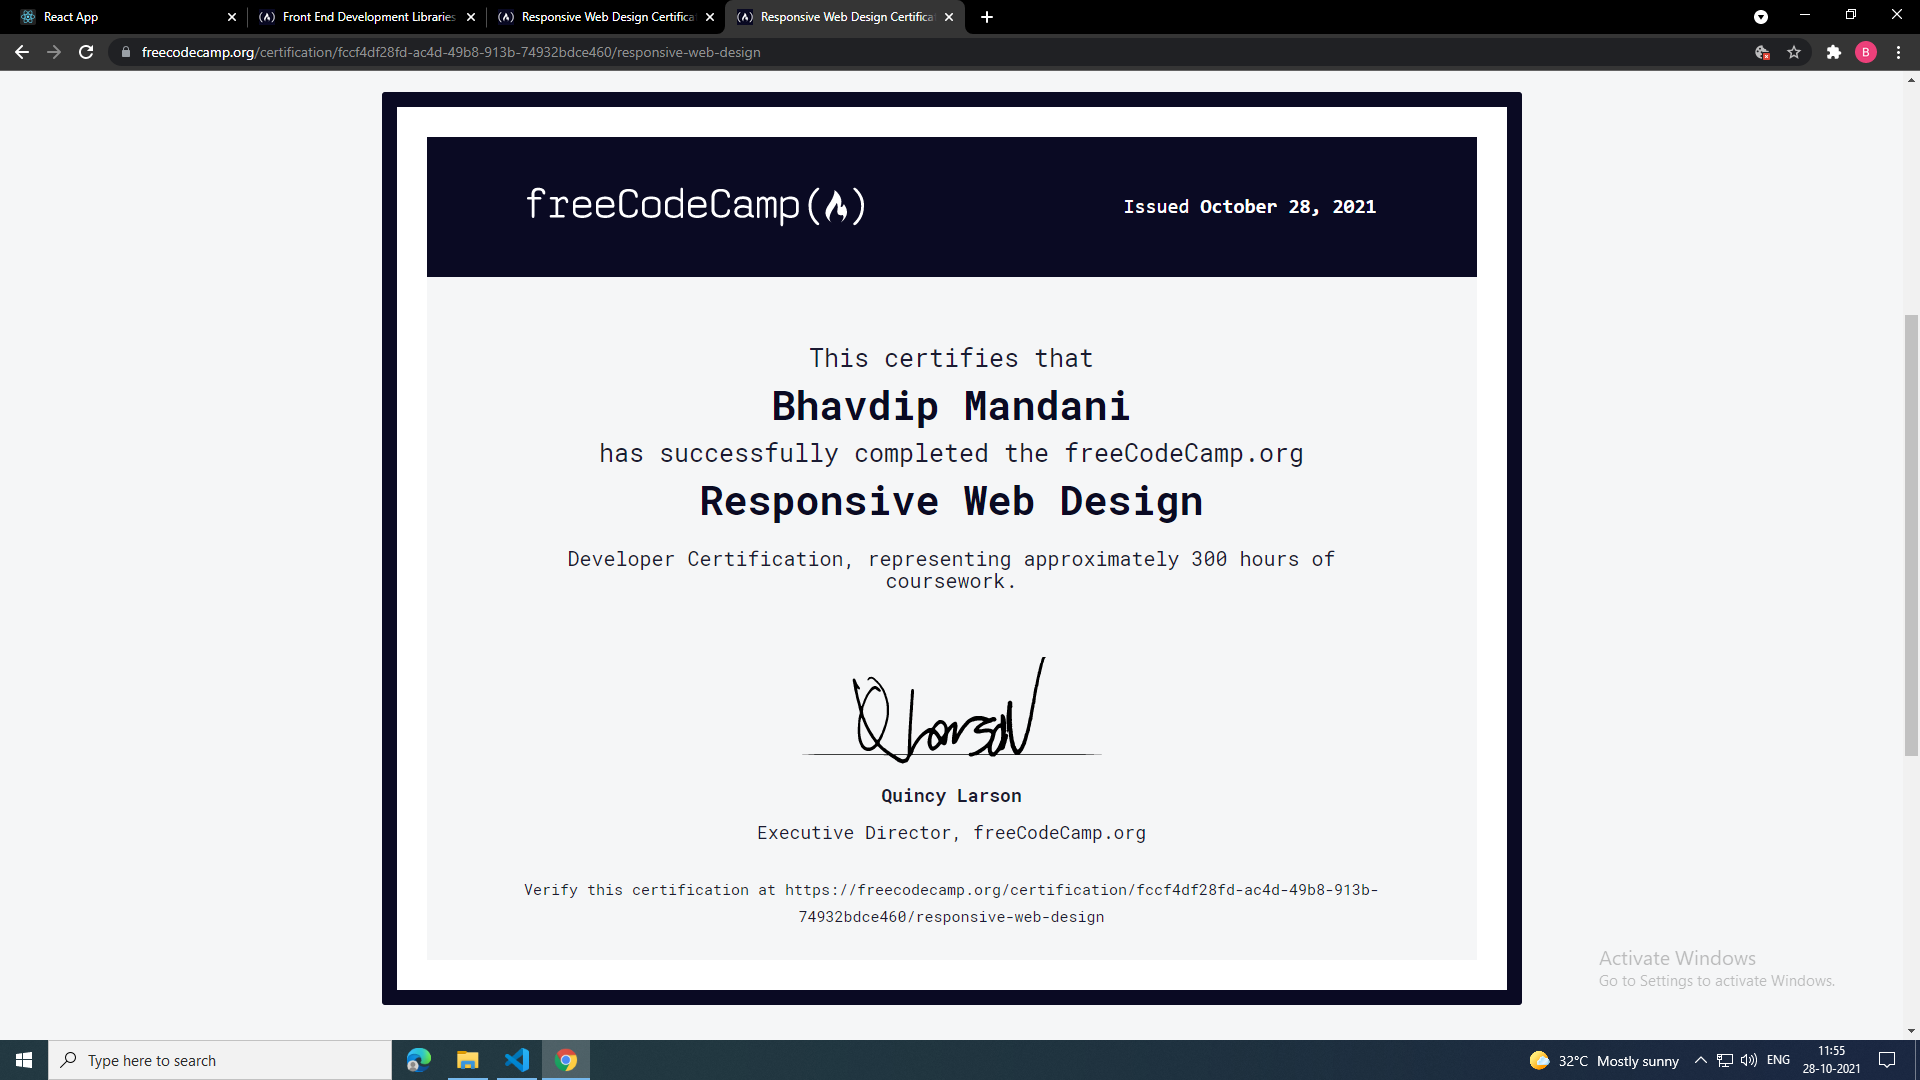 React App
Front End Development Libraries
Responsive Web Design Certifica
Responsive Web Design Certifica
freecodecamp.org/certification/fccf4df28fd-ac4d-49b8-913b-74932bdce460/responsive-web-design
B
freeCodeCamp
Issued October 28, 2021
This certifies that
Bhavdip Mandani
has successfully completed the freeCodeCamp.org
Responsive Web Design
Developer Certification, representing approximately 300 hours of
coursework.
Q Larson
Quincy Larson
Executive Director, freeCodeCamp.org
Verify this certification at https://freecodecamp.org/certification/fccf4df28fd-ac4d-49b8-913b-
74932bdce460/responsive-web-design
Activate Windows
Go to Settings to activate Windows.
Type here to search
32°C Mostly sunny
ENG
11:55
28-10-2021